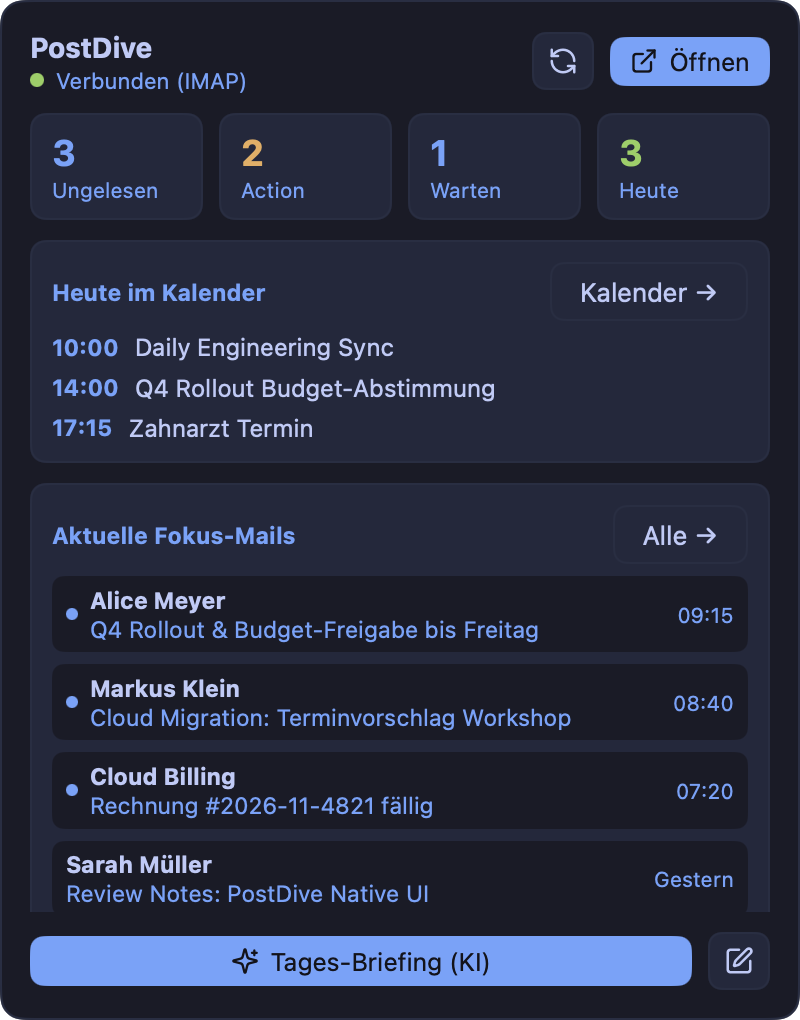 PostDive
Verbunden (IMAP)
Öffnen
3
Ungelesen
2
Action
1
Warten
3
Heute
Heute im Kalender
Kalender →
10:00 Daily Engineering Sync
14:00 Q4 Rollout Budget-Abstimmung
17:15 Zahnarzt Termin
Aktuelle Fokus-Mails
Alle →
Alice Meyer
Q4 Rollout & Budget-Freigabe bis Freitag
09:15
Markus Klein
Cloud Migration: Terminvorschlag Workshop
08:40
Cloud Billing
Rechnung #2026-11-4821 fällig
07:20
Sarah Müller
Review Notes: PostDive Native UI
Gestern
Tages-Briefing (KI)